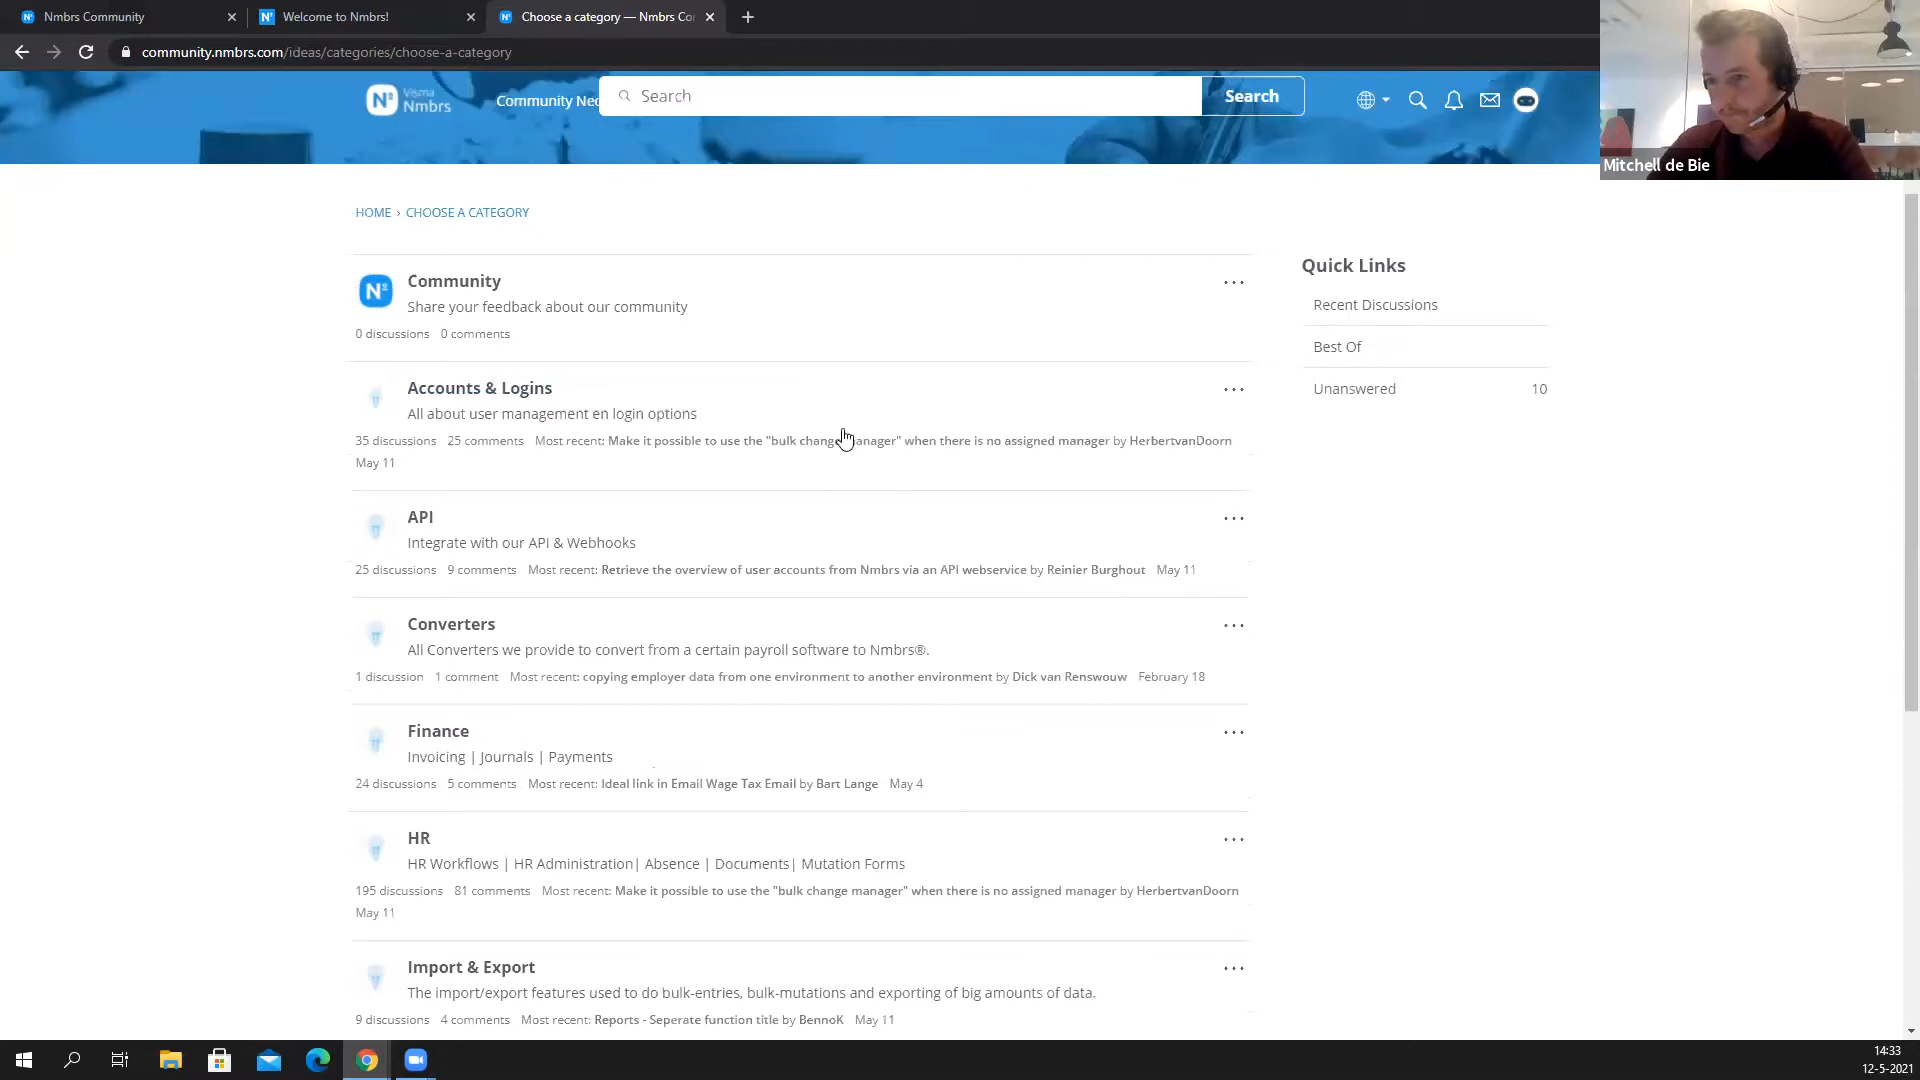 Nmbrs Community
Welcome to Nmbrs!
Choose a category — Nmbrs Co
community.nmbrs.com/ideas/categories/choose-a-category
Visma
Nmbrs
Community Nec
Search
Search
Mitchell de Bie
HOME › CHOOSE A CATEGORY
Community
Share your feedback about our community
0 discussions 0 comments
Accounts & Logins
All about user management en login options
35 discussions 25 comments Most recent: Make it possible to use the "bulk change manager" when there is no assigned manager by HerbertvanDoorn
May 11
API
Integrate with our API & Webhooks
25 discussions 9 comments Most recent: Retrieve the overview of user accounts from Nmbrs via an API webservice by Reinier Burghout May 11
Converters
All Converters we provide to convert from a certain payroll software to Nmbrs®.
1 discussion 1 comment Most recent: copying employer data from one environment to another environment by Dick van Renswouw February 18
Finance
Invoicing | Journals | Payments
24 discussions 5 comments Most recent: Ideal link in Email Wage Tax Email by Bart Lange May 4
HR
HR Workflows | HR Administration| Absence | Documents| Mutation Forms
195 discussions 81 comments Most recent: Make it possible to use the "bulk change manager" when there is no assigned manager by HerbertvanDoorn
May 11
Import & Export
The import/export features used to do bulk-entries, bulk-mutations and exporting of big amounts of data.
9 discussions 4 comments Most recent: Reports - Seperate function title by BennoK May 11
Quick Links
Recent Discussions
Best Of
Unanswered 10
14:33
12-5-2021